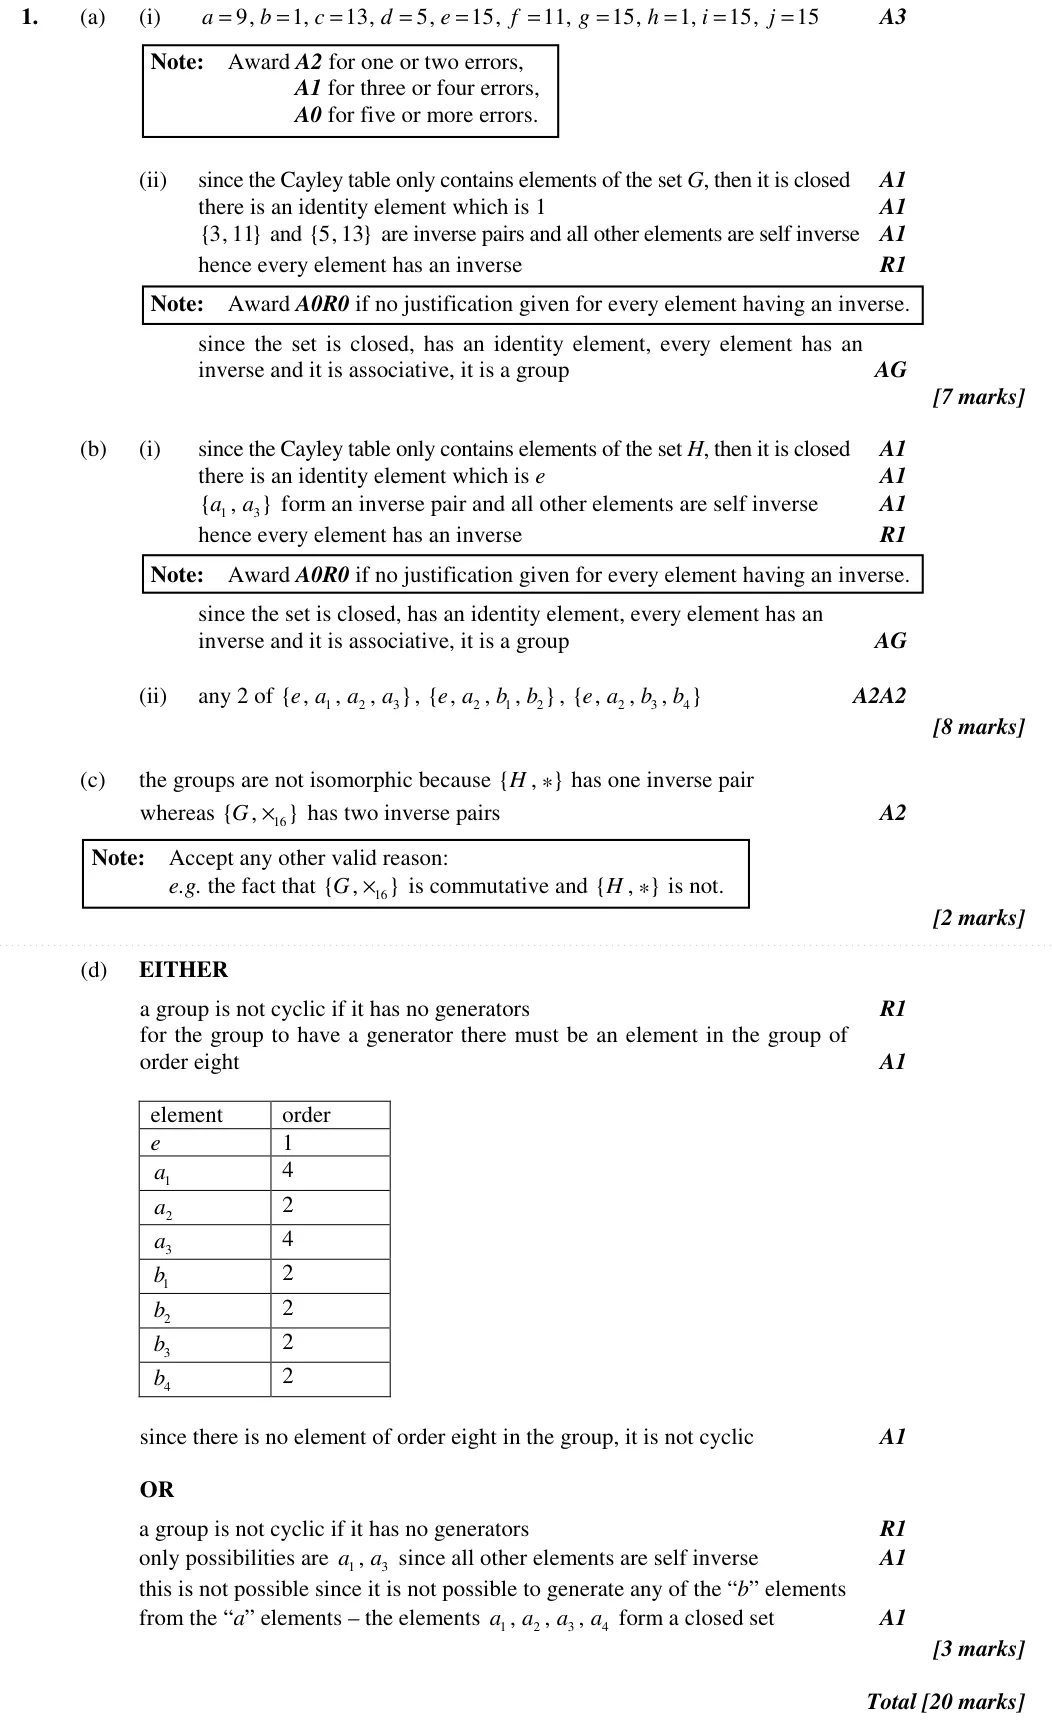 1. (a) (i) a = 9, b = 1, c = 13, d = 5, e = 15, f = 11, g = 15, h = 1, i = 15, j = 15 A3
Note: Award A2 for one or two errors,
A1 for three or four errors,
A0 for five or more errors.
(ii) since the Cayley table only contains elements of the set G, then it is closed A1
there is an identity element which is 1 A1
{3, 11} and {5, 13} are inverse pairs and all other elements are self inverse A1
hence every element has an inverse R1
Note: Award A0R0 if no justification given for every element having an inverse.
since the set is closed, has an identity element, every element has an
inverse and it is associative, it is a group AG
[7 marks]
(b) (i) since the Cayley table only contains elements of the set H, then it is closed A1
there is an identity element which is e A1
{a₁, a₃} form an inverse pair and all other elements are self inverse A1
hence every element has an inverse R1
Note: Award A0R0 if no justification given for every element having an inverse.
since the set is closed, has an identity element, every element has an
inverse and it is associative, it is a group AG
(ii) any 2 of {e, a₁, a₂, a₃}, {e, a₂, b₁, b₂}, {e, a₂, b₃, b₄} A2A2
[8 marks]
(c) the groups are not isomorphic because {H, ∗} has one inverse pair
whereas {G, ×₁₆} has two inverse pairs A2
Note: Accept any other valid reason:
e.g. the fact that {G, ×₁₆} is commutative and {H, ∗} is not.
[2 marks]
(d) EITHER
a group is not cyclic if it has no generators R1
for the group to have a generator there must be an element in the group of
order eight A1
element order
e 1
a₁ 4
a₂ 2
a₃ 4
b₁ 2
b₂ 2
b₃ 2
b₄ 2
since there is no element of order eight in the group, it is not cyclic A1
OR
a group is not cyclic if it has no generators R1
only possibilities are a₁, a₃ since all other elements are self inverse A1
this is not possible since it is not possible to generate any of the “b” elements
from the “a” elements – the elements a₁, a₂, a₃, a₄ form a closed set A1
[3 marks]
Total [20 marks]